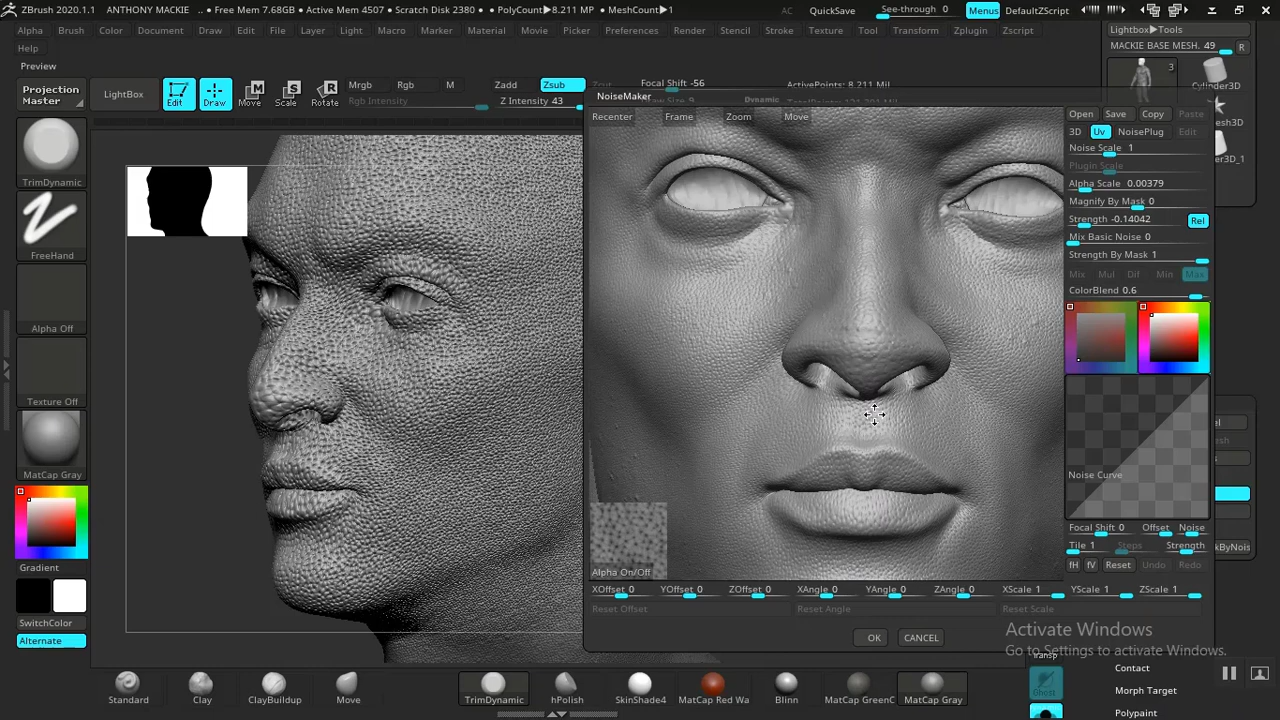 ZBrush 2020.1.1 ANTHONY MACKIE .. • Free Mem 7.68GB • Active Mem 4507 • Scratch Disk 2380 • PolyCount▶8.211 MP • MeshCount▶1 AC QuickSave See-through 0 Menus DefaultZScript
Alpha Brush Color Document Draw Edit File Layer Light Macro Marker Material Movie Picker Preferences Render Stencil Stroke Texture Tool Transform Zplugin Zscript
Help
Preview
Lightbox▶Tools
MACKIE BASE MESH. 49 R
3
Cylinder3D
Projection Master
LightBox
Edit Draw Move Scale Rotate
Mrgb Rgb M
Rgb Intensity
Zadd Zsub
Z Intensity 43
Focal Shift -56
Dynamic
ActivePoints: 8.211 Mil
NoiseMaker
Recenter Frame Zoom Move
Open Save Copy Paste
3D Uv NoisePlug Edit
Noise Scale 1
Plugin Scale
Alpha Scale 0.00379
Magnify By Mask 0
Strength -0.14042 Rel
Mix Basic Noise 0
Strength By Mask 1
Mix Mul Dif Min Max
ColorBlend 0.6
Noise Curve
Focal Shift 0 Offset Noise
Tile 1 Steps Strength
fH fV Reset Undo Redo
TrimDynamic
FreeHand
Alpha Off
Texture Off
MatCap Gray
Gradient
SwitchColor
Alternate
Alpha On/Off
XOffset 0 YOffset 0 ZOffset 0 XAngle 0 YAngle 0 ZAngle 0 XScale 1 YScale 1 ZScale 1
Reset Offset Reset Angle Reset Scale
OK CANCEL
Activate Windows
Go to Settings to activate Windows.
Transp
Ghost
Contact
Morph Target
Polypaint
Standard Clay ClayBuildup Move TrimDynamic hPolish SkinShade4 MatCap Red Wa Blinn MatCap GreenC MatCap Gray